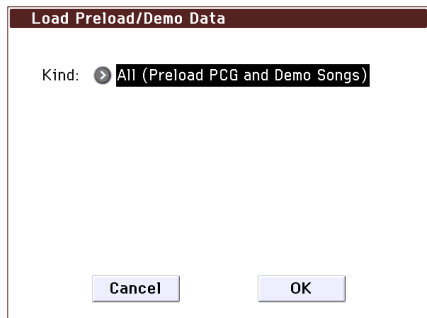 Load Preload/Demo Data
Kind: All (Preload PCG and Demo Songs)
Cancel OK